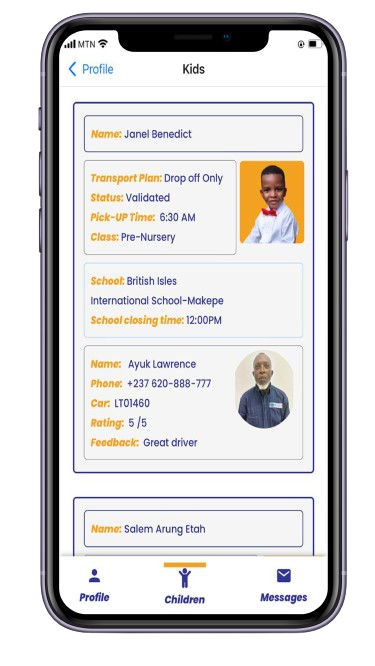 MTN
Profile
Kids
Name: Janel Benedict
Transport Plan: Drop off Only
Status: Validated
Pick-UP Time: 6:30 AM
Class: Pre-Nursery
School: British Isles
International School-Makepe
School closing time: 12:00PM
Name: Ayuk Lawrence
Phone: +237 620-888-777
Car: LT01460
Rating: 5 /5
Feedback: Great driver
Name: Salem Arung Etah
Profile
Children
Messages